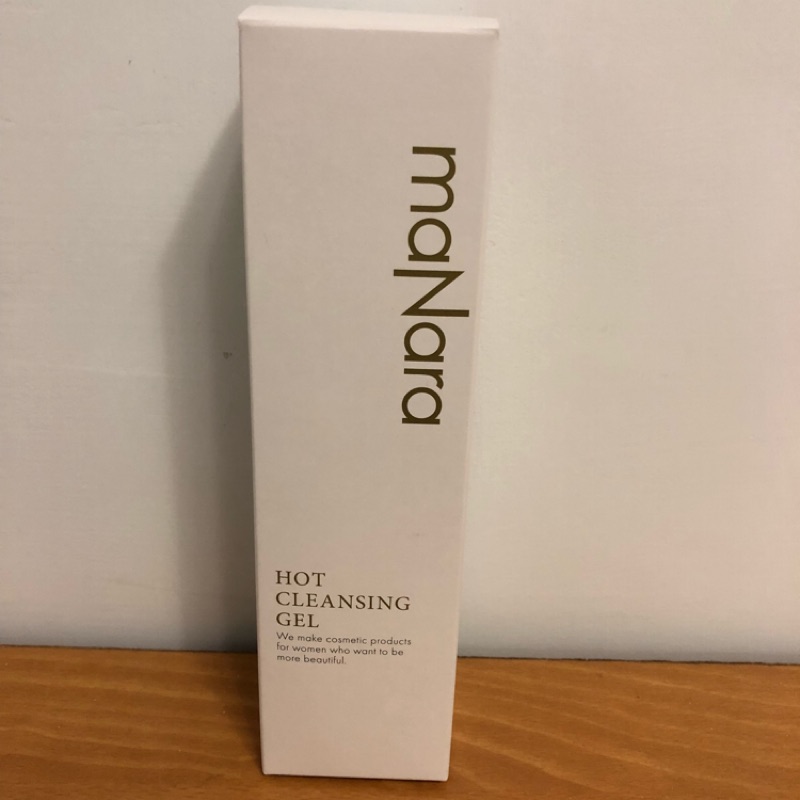 maNara
HOT
CLEANSING
GEL
We make cosmetic products
for women who want to be
more beautiful.